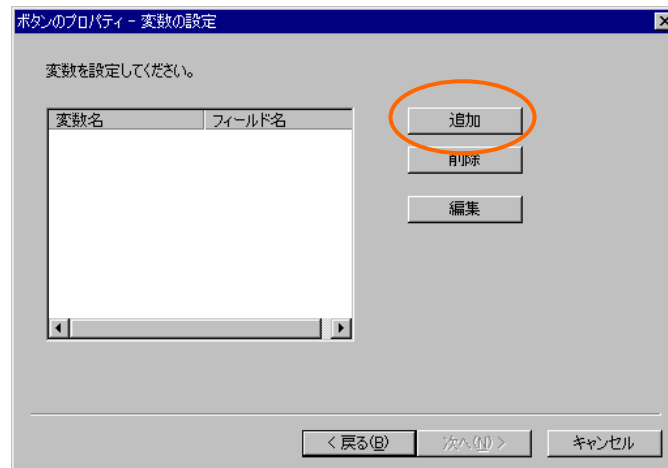 ボタンのプロパティ - 変数の設定
変数を設定してください。
変数名 フィールド名
追加
削除
編集
< 戻る(B) 次へ(N) > キャンセル